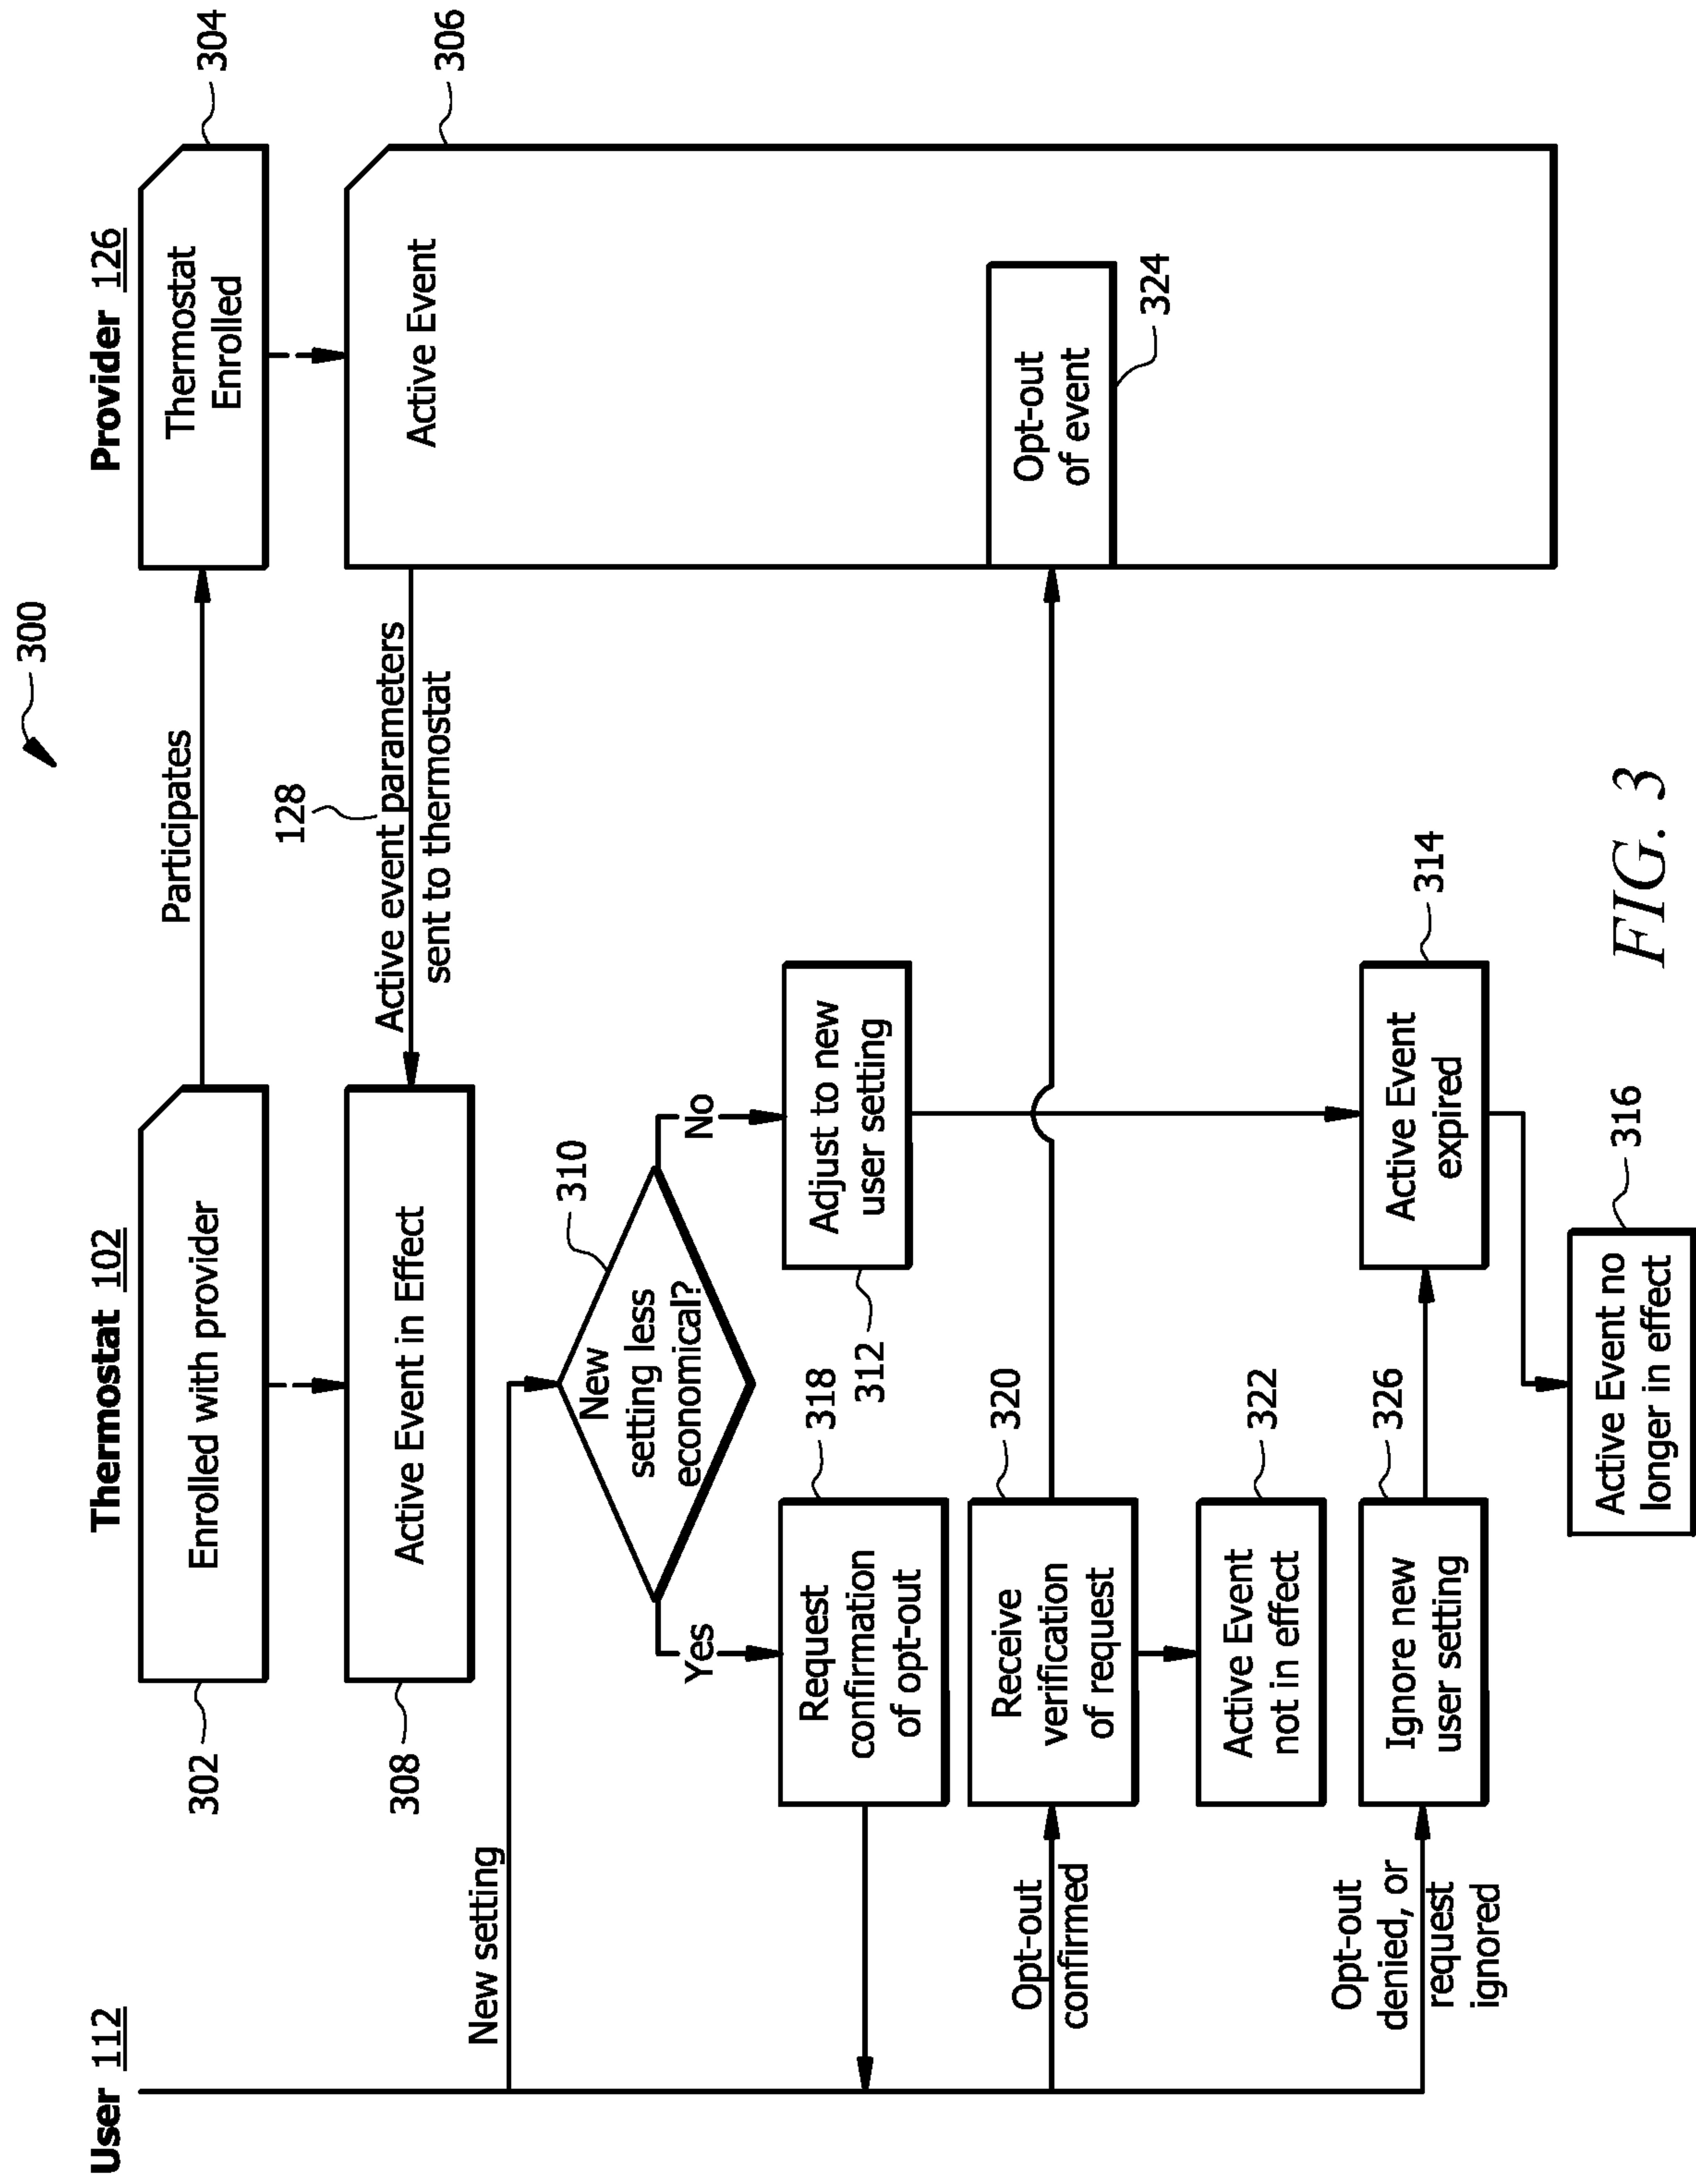 300
User 112
Thermostat 102
Provider 126
302
Enrolled with provider
Participates
Thermostat
Enrolled
304
128
308
Active Event in Effect
Active event parameters
sent to thermostat
Active Event
306
New setting
New
setting less
economical?
310
Yes
No
Request
confirmation
of opt-out
318
312
Adjust to new
user setting
Opt-out
confirmed
Receive
verification
of request
320
Opt-out
of event
324
Active Event
not in effect
322
Opt-out
denied, or
request
ignored
Ignore new
user setting
326
Active Event
expired
314
Active Event no
longer in effect
316
FIG. 3